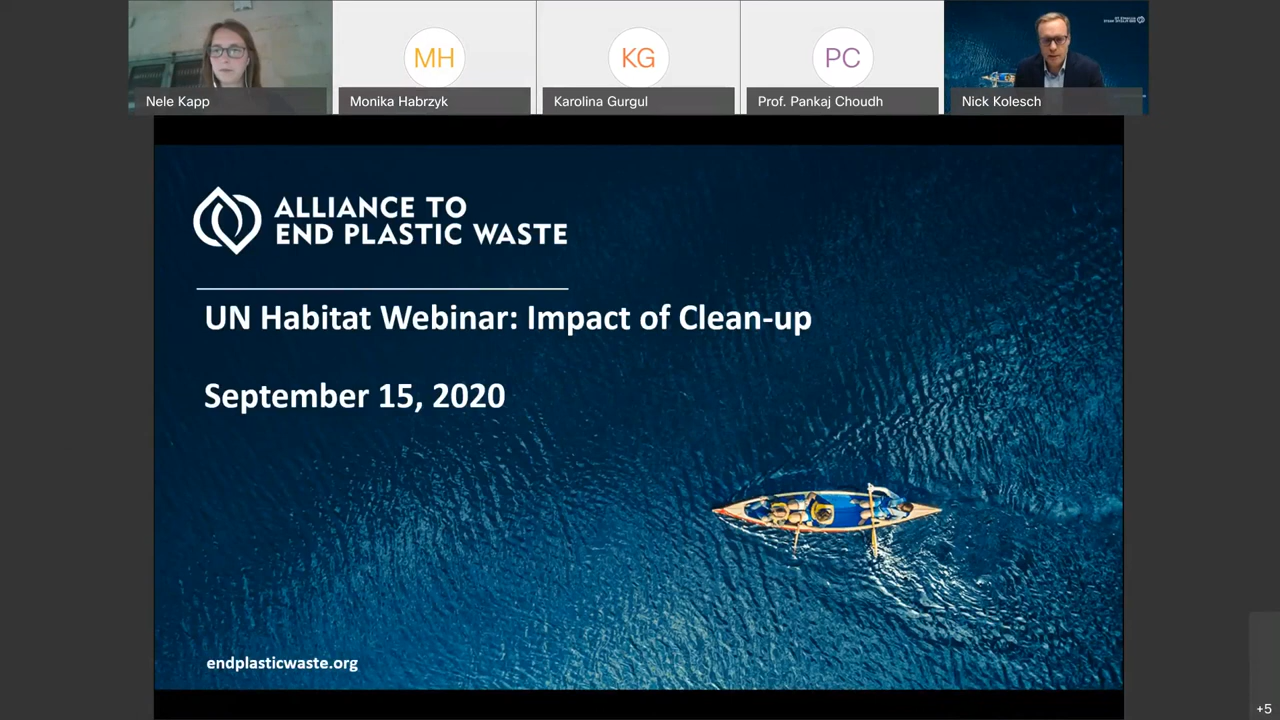 MH
KG
PC
Nele Kapp
Monika Habrzyk
Karolina Gurgul
Prof. Pankaj Choudh
Nick Kolesch
ALLIANCE TO
END PLASTIC WASTE
UN Habitat Webinar: Impact of Clean-up
September 15, 2020
endplasticwaste.org
+5